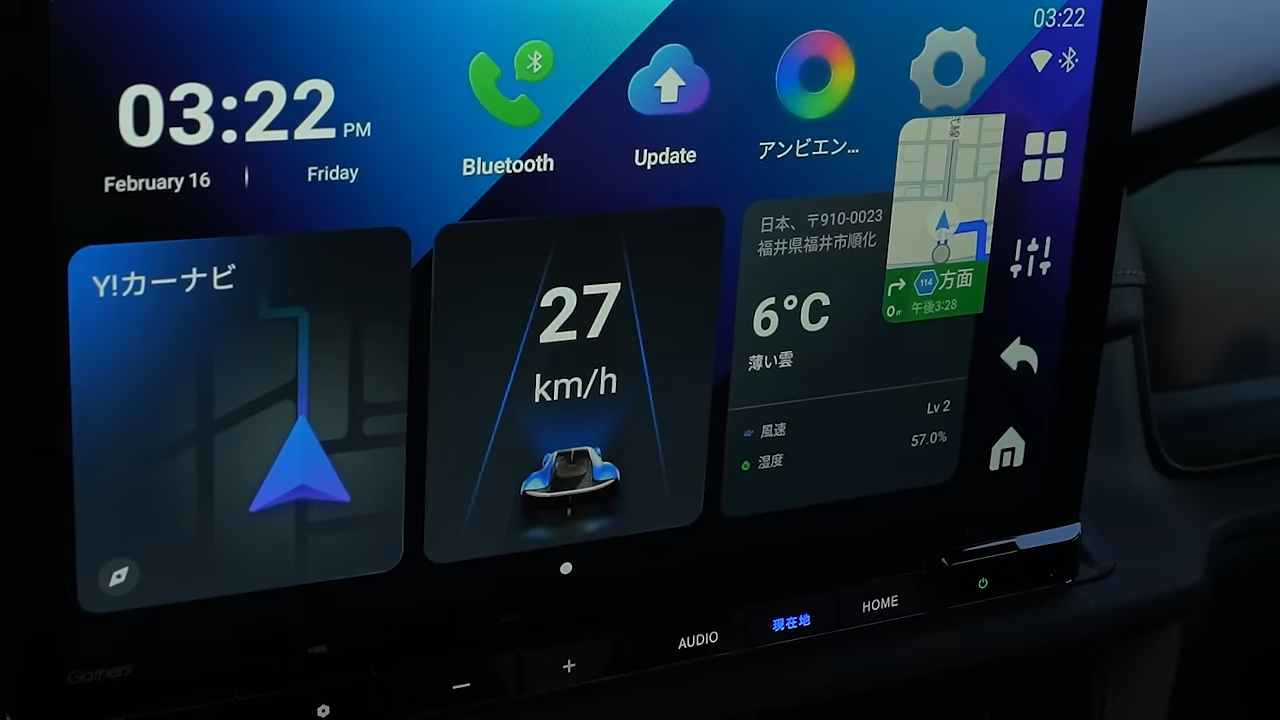 03:22 PM
February 16
Friday
Bluetooth
Update
アンビエン...
03:22
Y!カーナビ
27
km/h
日本、〒910-0023
福井県福井市順化
6°C
薄い雲
風速
Lv 2
湿度
57.0%
114 方面
午後3:28
AUDIO
現在地
HOME
Gathers